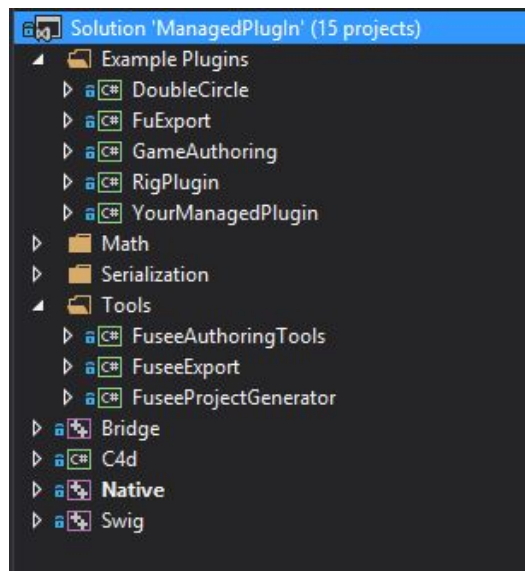 Solution 'ManagedPlugIn' (15 projects)
Example Plugins
C# DoubleCircle
C# FuExport
C# GameAuthoring
C# RigPlugin
C# YourManagedPlugin
Math
Serialization
Tools
C# FuseeAuthoringTools
C# FuseeExport
C# FuseeProjectGenerator
Bridge
C# C4d
Native
Swig